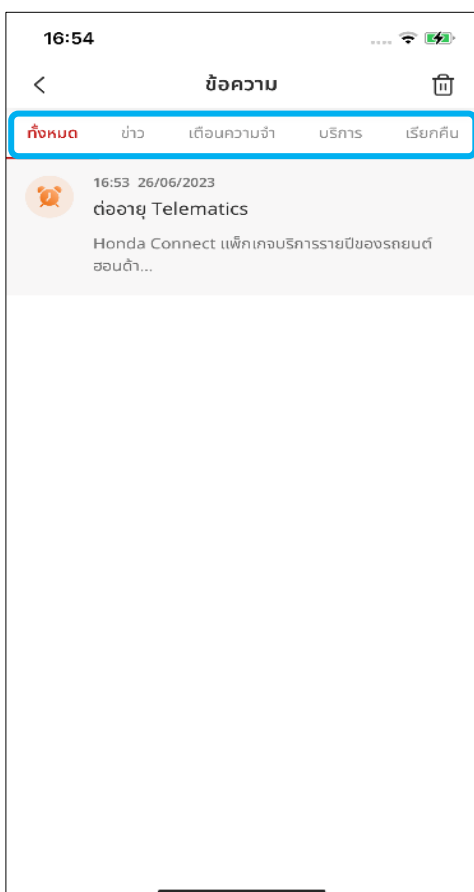 16:54
ข้อความ
ทั้งหมด ข่าว เตือนความจำ บริการ เรียกคืน
16:53 26/06/2023
ต่ออายุ Telematics
Honda Connect แพ็กเกจบริการรายปีของรถยนต์
ฮอนด้า...